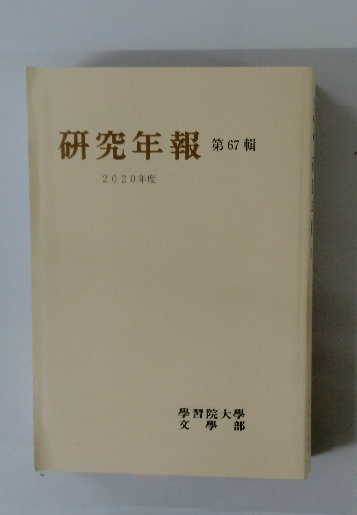 研究年報 第67輯
2020年度
學習院大學
文學部